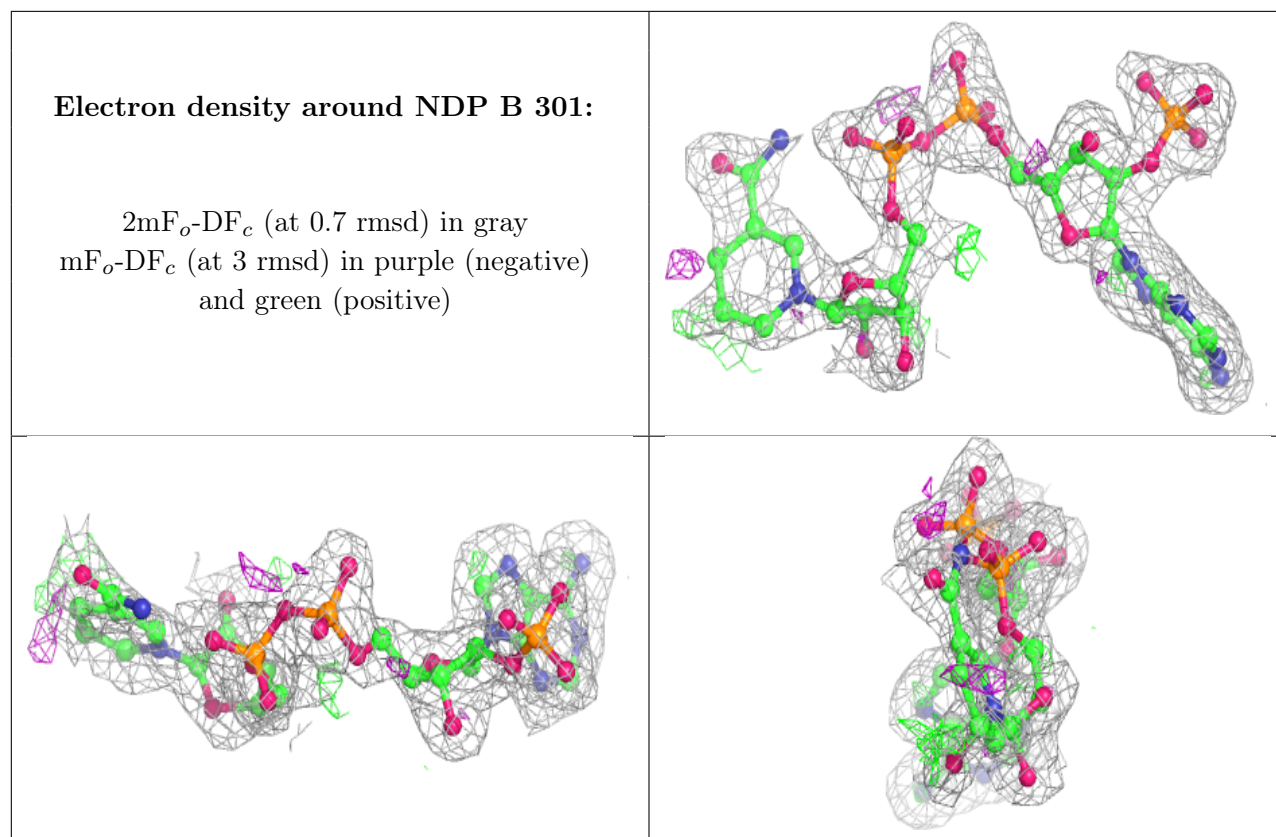 Electron density around NDP B 301:
2mFo-DFc (at 0.7 rmsd) in gray
mFo-DFc (at 3 rmsd) in purple (negative)
and green (positive)